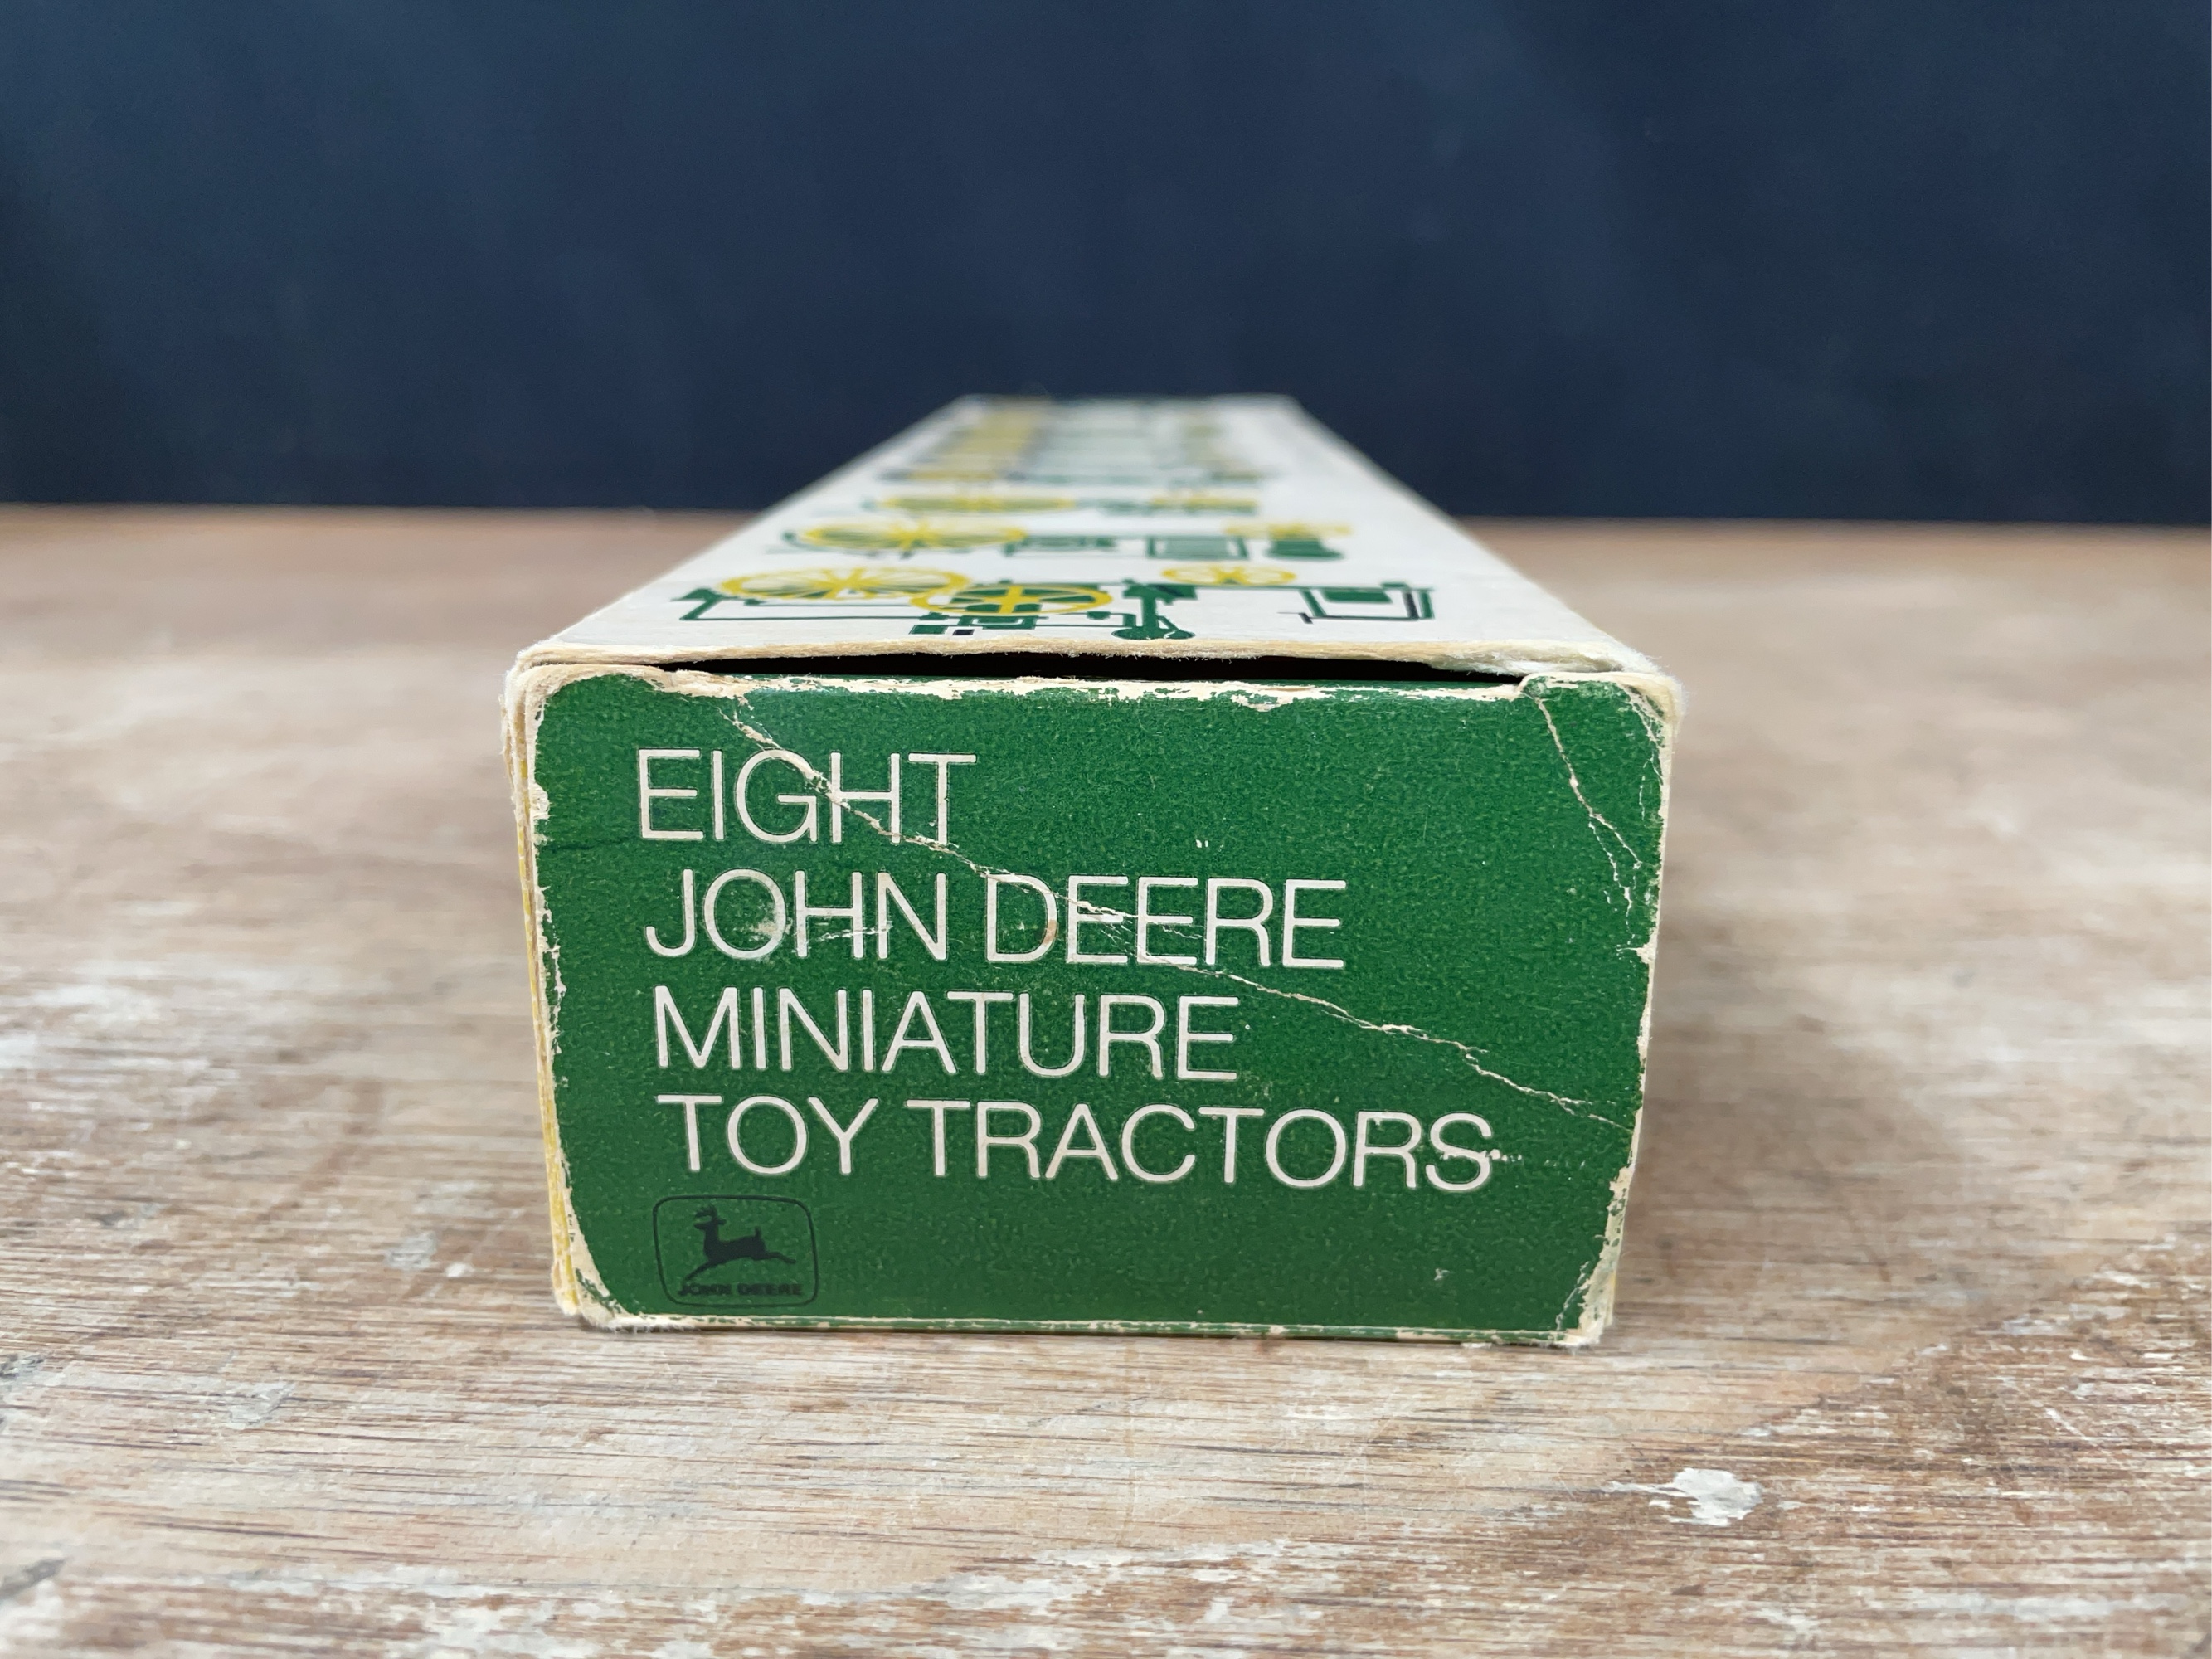 EIGHT
JOHN DEERE
MINIATURE
TOY TRACTORS
JOHN DEERE